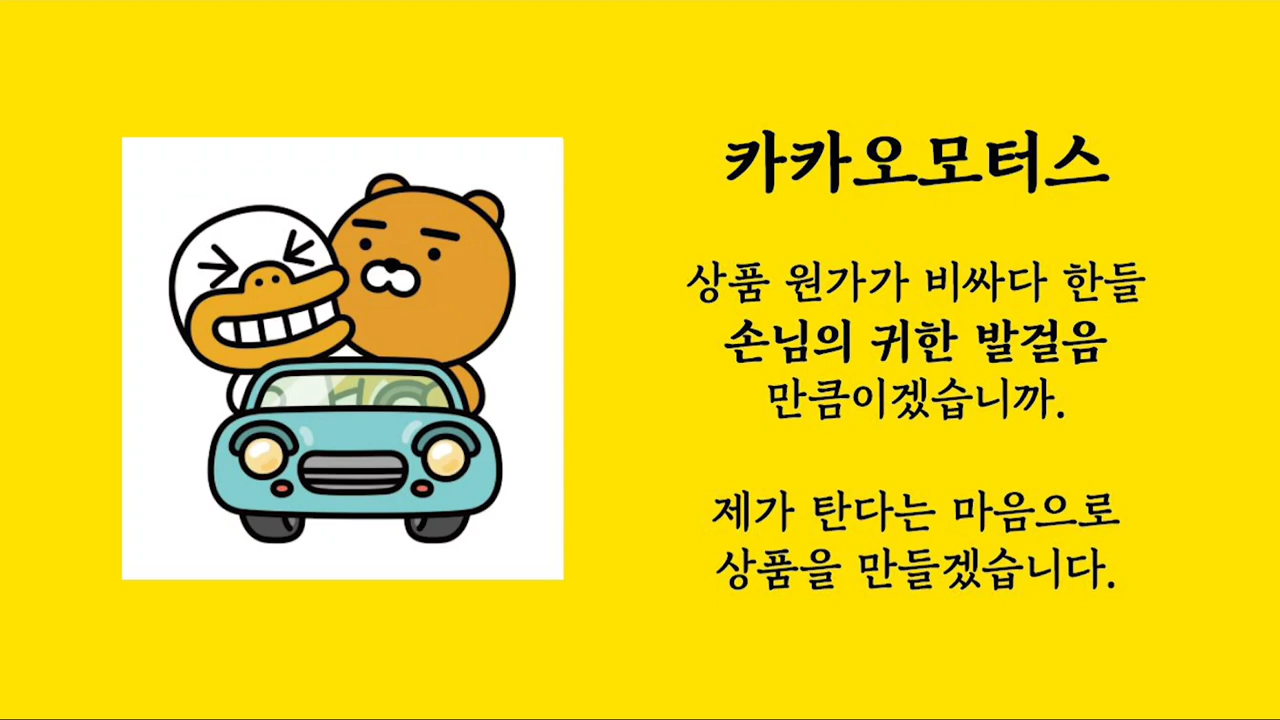 카카오모터스
상품 원가가 비싸다 한들
손님의 귀한 발걸음
만큼이겠습니까.
제가 탄다는 마음으로
상품을 만들겠습니다.